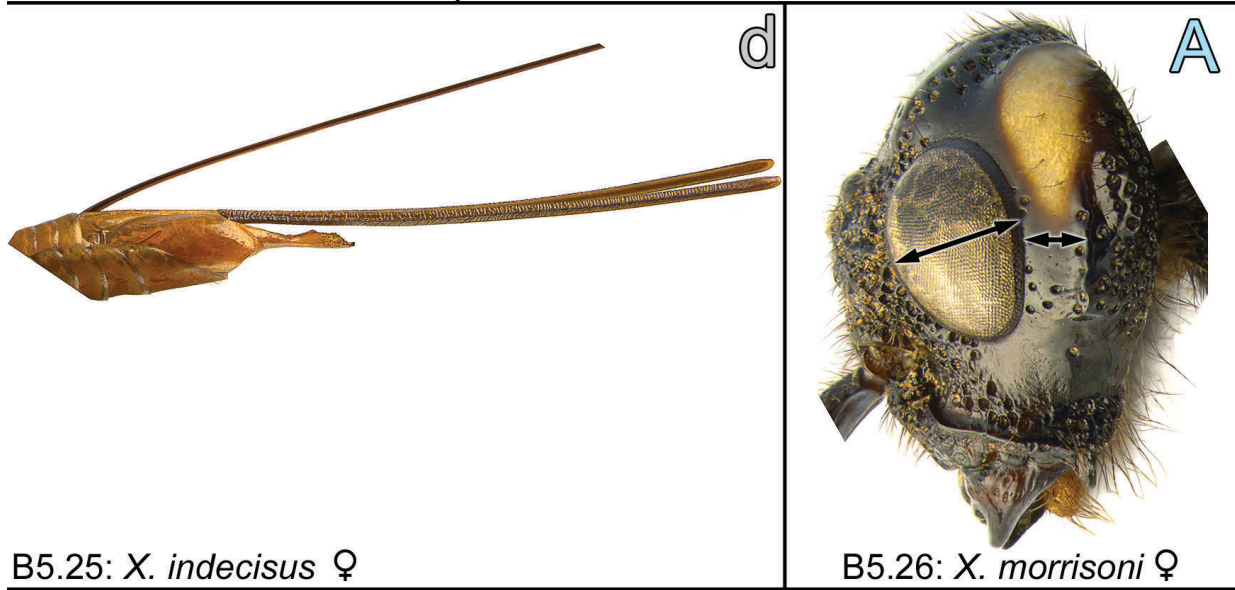 d
A
B5.25: X. indecisus ♀
B5.26: X. morrisoni ♀